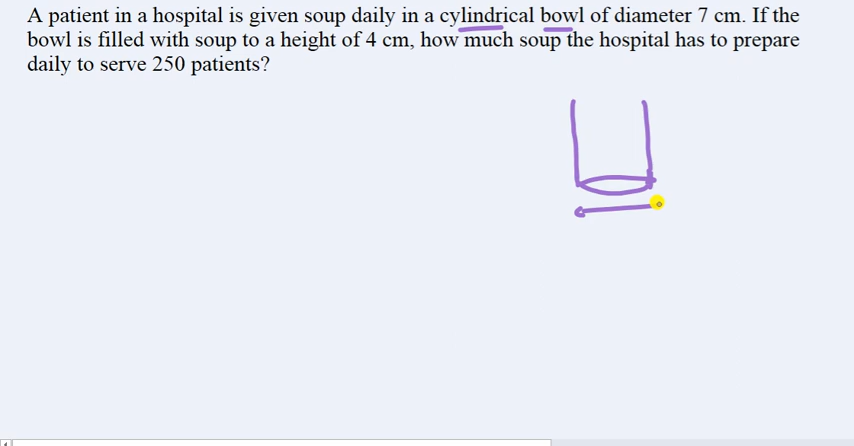 A patient in a hospital is given soup daily in a cylindrical bowl of diameter 7 cm. If the
bowl is filled with soup to a height of 4 cm, how much soup the hospital has to prepare
daily to serve 250 patients?